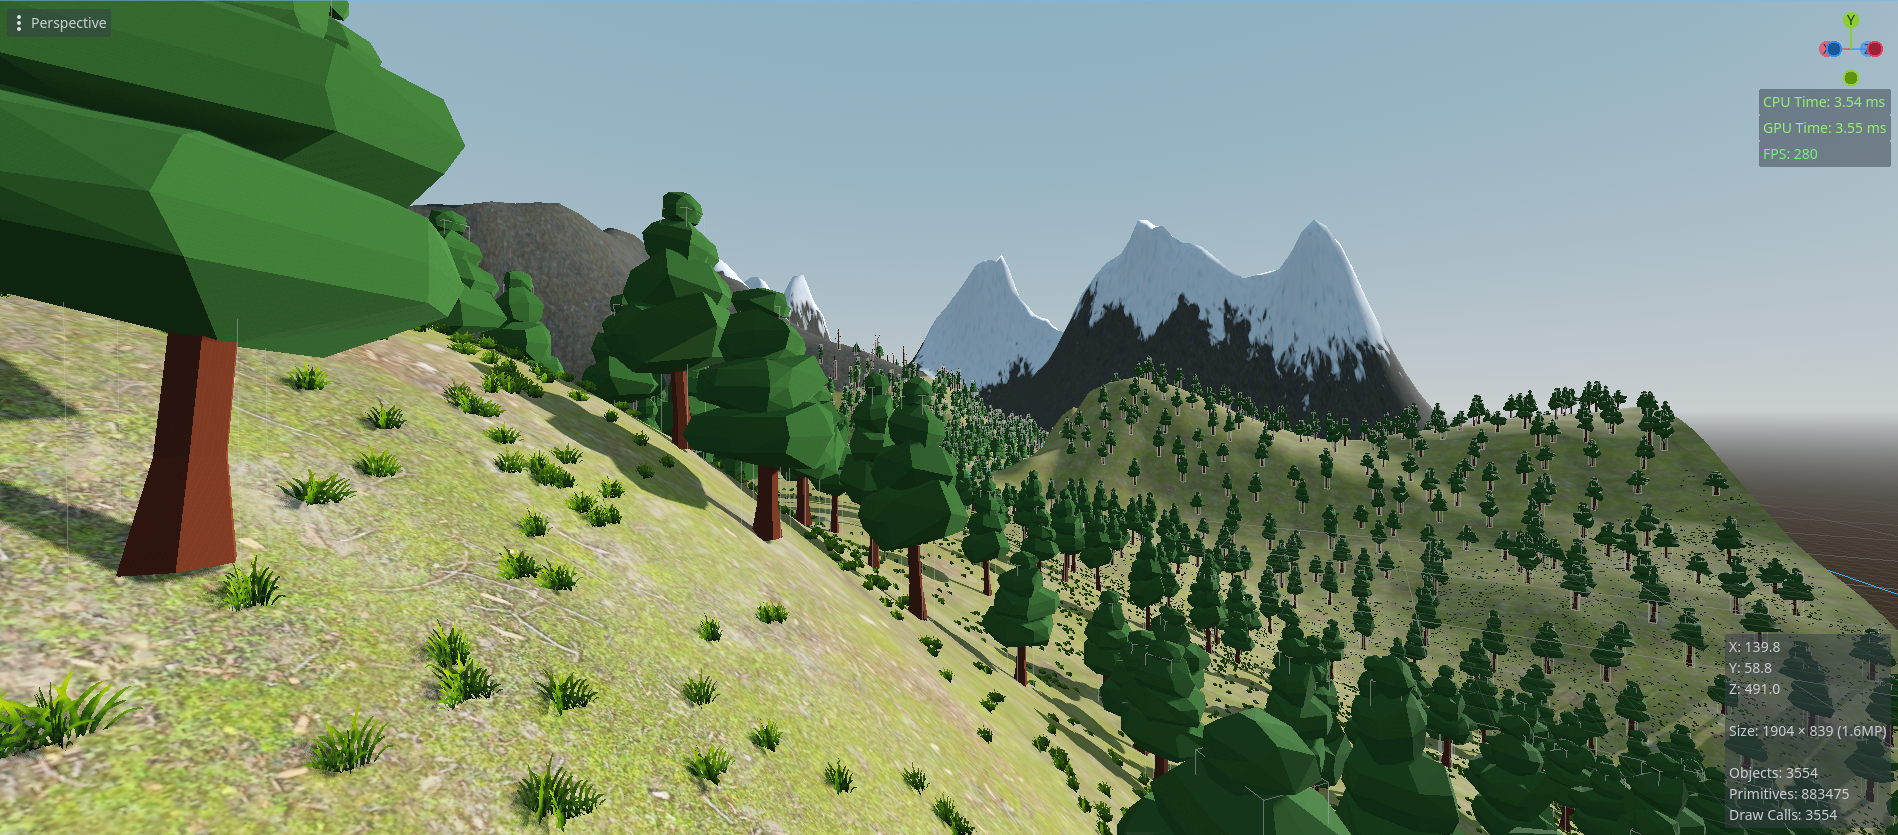 Perspective
Y
X
Z
CPU Time: 3.54 ms
GPU Time: 3.55 ms
FPS: 280
X: 139.8
Y: 58.8
Z: 491.0
Size: 1904 × 839 (1.6MP)
Objects: 3554
Primitives: 883475
Draw Calls: 3554